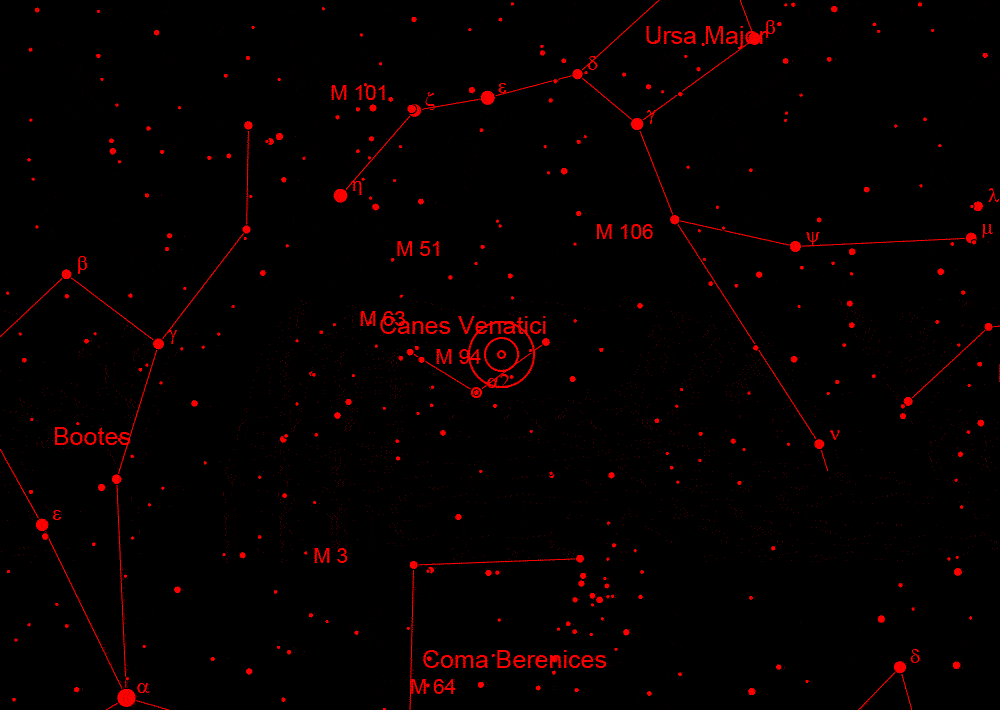 Ursa Major
β
δ
M 101
ζ
ε
γ
η
λ
M 106
ψ
μ
M 51
β
M 63
Canes Venatici
γ
M 94
α
Bootes
ν
ε
M 3
Coma Berenices
δ
M 64
α